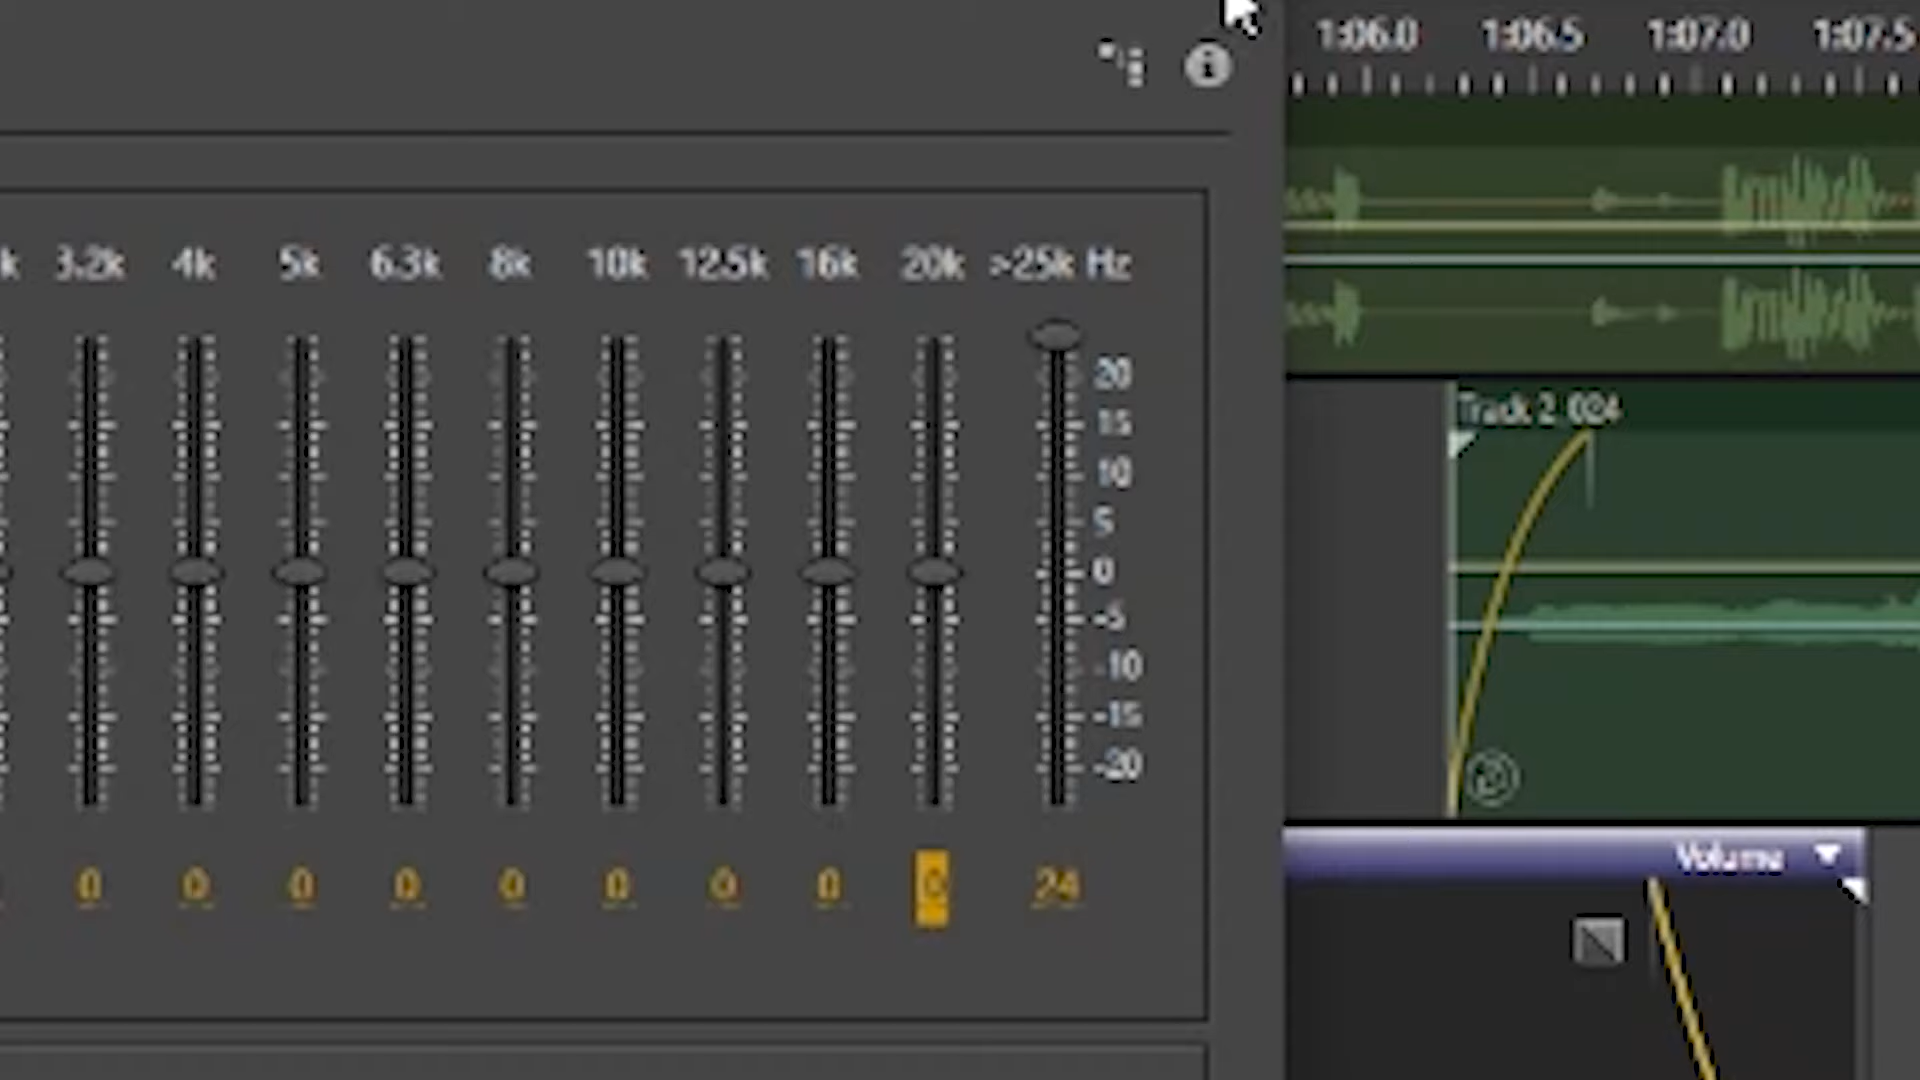 1:06.0 1:06.5 1:07.0 1:07.5
k 3.2k 4k 5k 6.3k 8k 10k 12.5k 16k 20k >25k Hz
20
15
10
5
0
-5
-10
-15
-20
0 0 0 0 0 0 0 0 0 24
Track 2 024
Volume